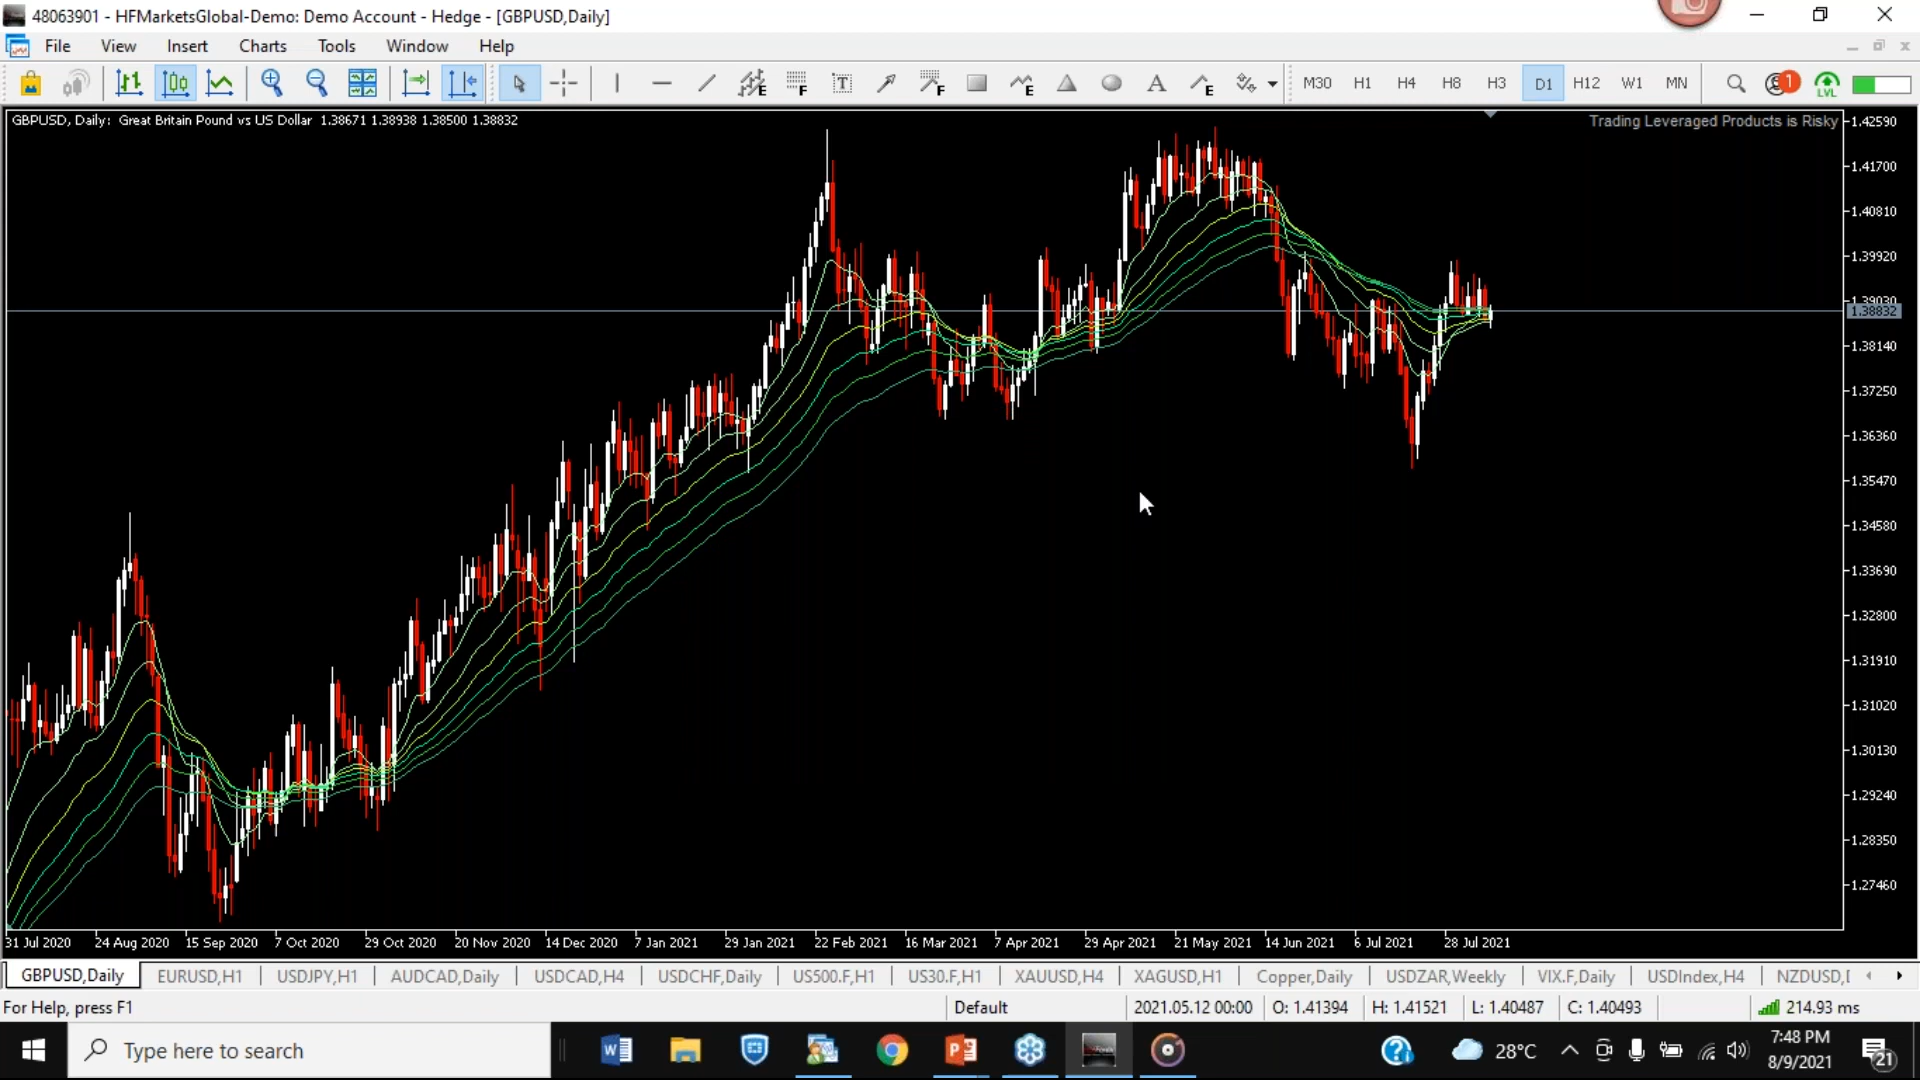 48063901 - HFMarketsGlobal-Demo: Demo Account - Hedge - [GBPUSD,Daily]
File View Insert Charts Tools Window Help
M30 H1 H4 H8 H3 D1 H12 W1 MN 1 LVL
GBPUSD, Daily: Great Britain Pound vs US Dollar 1.38671 1.38938 1.38500 1.38832
Trading Leveraged Products is Risky
1.42590
1.41700
1.40810
1.39920
1.39030
1.38832
1.38140
1.37250
1.36360
1.35470
1.34580
1.33690
1.32800
1.31910
1.31020
1.30130
1.29240
1.28350
1.27460
31 Jul 2020 24 Aug 2020 15 Sep 2020 7 Oct 2020 29 Oct 2020 20 Nov 2020 14 Dec 2020 7 Jan 2021 29 Jan 2021 22 Feb 2021 16 Mar 2021 7 Apr 2021 29 Apr 2021 21 May 2021 14 Jun 2021 6 Jul 2021 28 Jul 2021
GBPUSD,Daily EURUSD,H1 USDJPY,H1 AUDCAD,Daily USDCAD,H4 USDCHF,Daily US500.F,H1 US30.F,H1 XAUUSD,H4 XAGUSD,H1 Copper,Daily USDZAR,Weekly VIX.F,Daily USDIndex,H4 NZDUSD,
For Help, press F1 Default 2021.05.12 00:00 O: 1.41394 H: 1.41521 L: 1.40487 C: 1.40493 214.93 ms
Type here to search 28°C 7:48 PM
8/9/2021 21